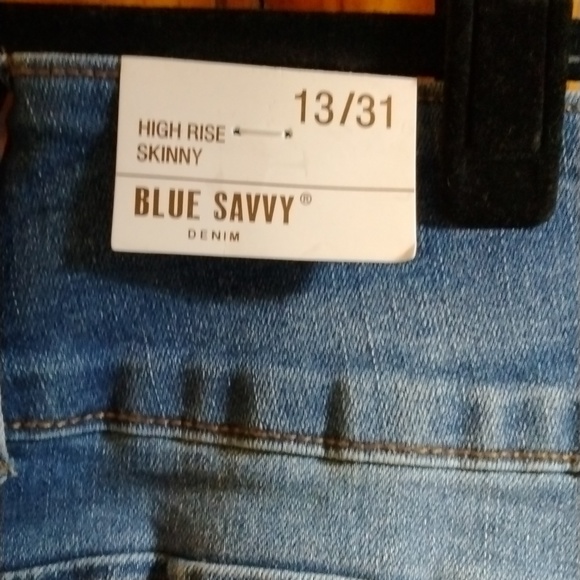 13/31
HIGH RISE
SKINNY
BLUE SAVVY®
DENIM